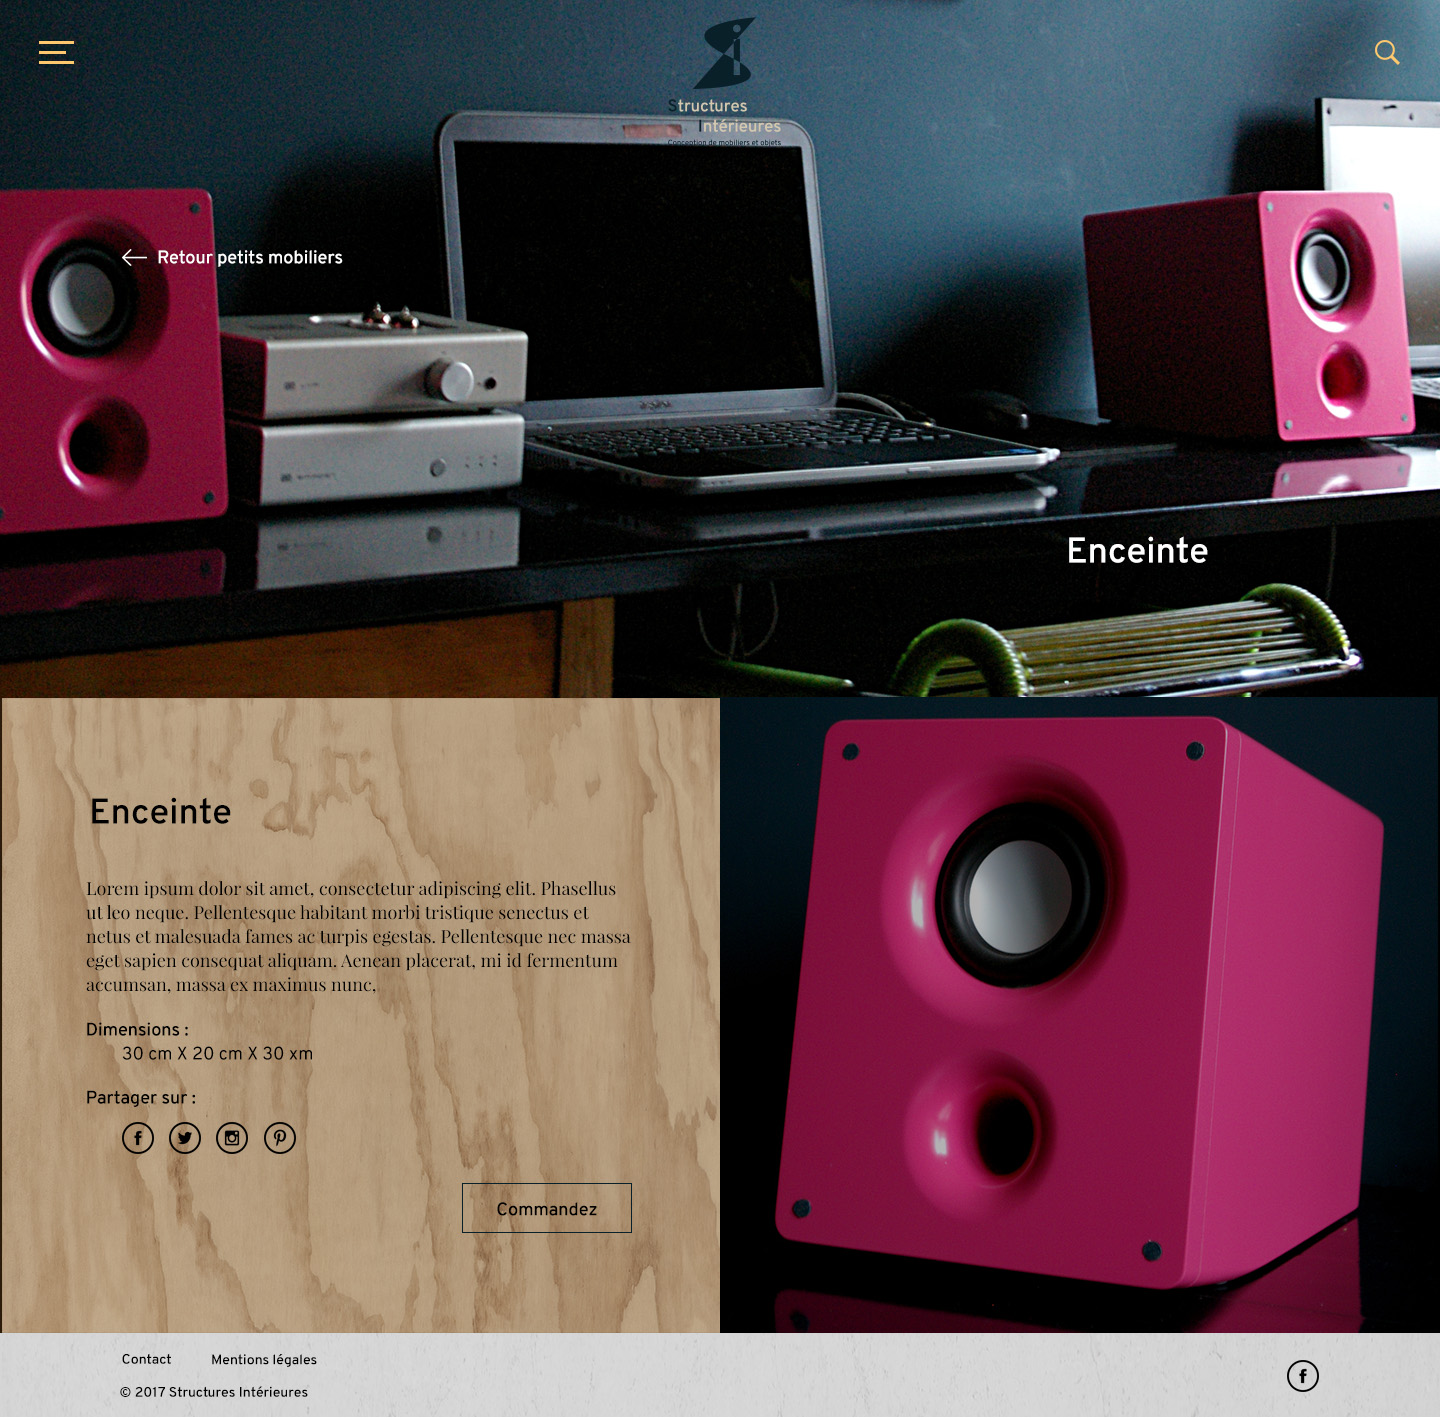 Structures
Intérieures
Conception de mobiliers et objets
Retour petits mobiliers
Enceinte
Enceinte
Lorem ipsum dolor sit amet, consectetur adipiscing elit. Phasellus
ut leo neque. Pellentesque habitant morbi tristique senectus et
netus et malesuada fames ac turpis egestas. Pellentesque nec massa
eget sapien consequat aliquam. Aenean placerat, mi id fermentum
accumsan, massa ex maximus nunc,
Dimensions :
30 cm X 20 cm X 30 xm
Partager sur :
Commandez
Contact Mentions légales
© 2017 Structures Intérieures